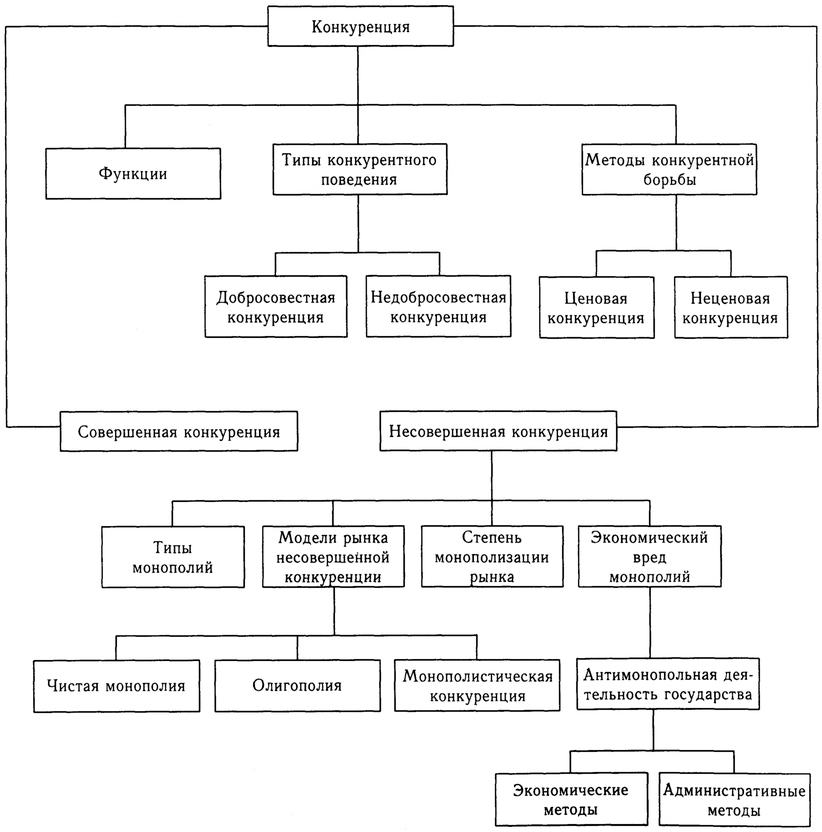 Конкуренция
Функции
Типы конкурентного
поведения
Методы конкурентной
борьбы
Добросовестная
конкуренция
Недобросовестная
конкуренция
Ценовая
конкуренция
Неценовая
конкуренция
Совершенная конкуренция
Несовершенная конкуренция
Типы
монополий
Модели рынка
несовершенной
конкуренции
Степень
монополизации
рынка
Экономический
вред
монополий
Чистая монополия
Олигополия
Монополистическая
конкуренция
Антимонопольная дея-
тельность государства
Экономические
методы
Административные
методы